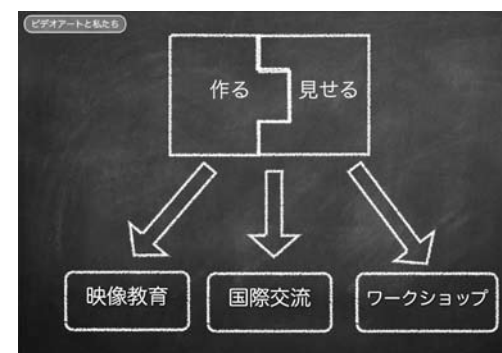 ビデオアートと私たち
作る
見せる
映像教育
国際交流
ワークショップ